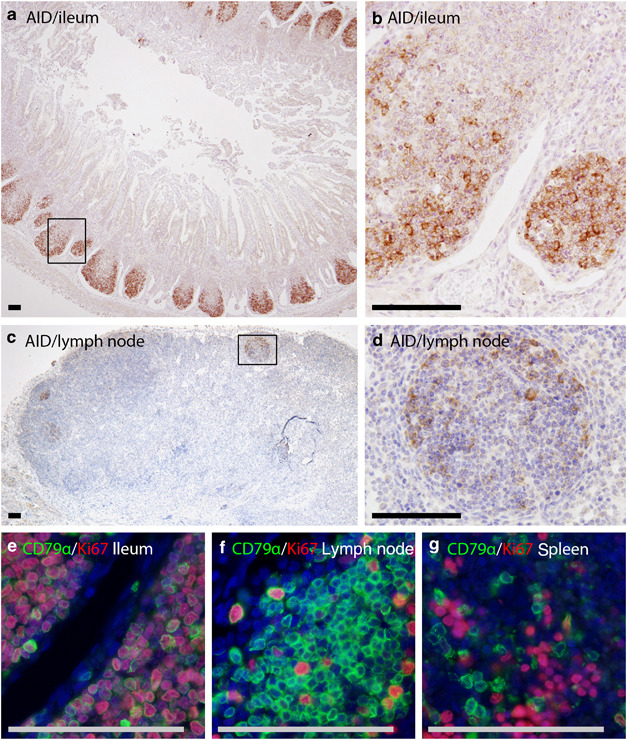 a AID/ileum
b AID/ileum
c AID/lymph node
d AID/lymph node
e CD79α/Ki67 Ileum
f CD79α/Ki67 Lymph node
g CD79α/Ki67 Spleen